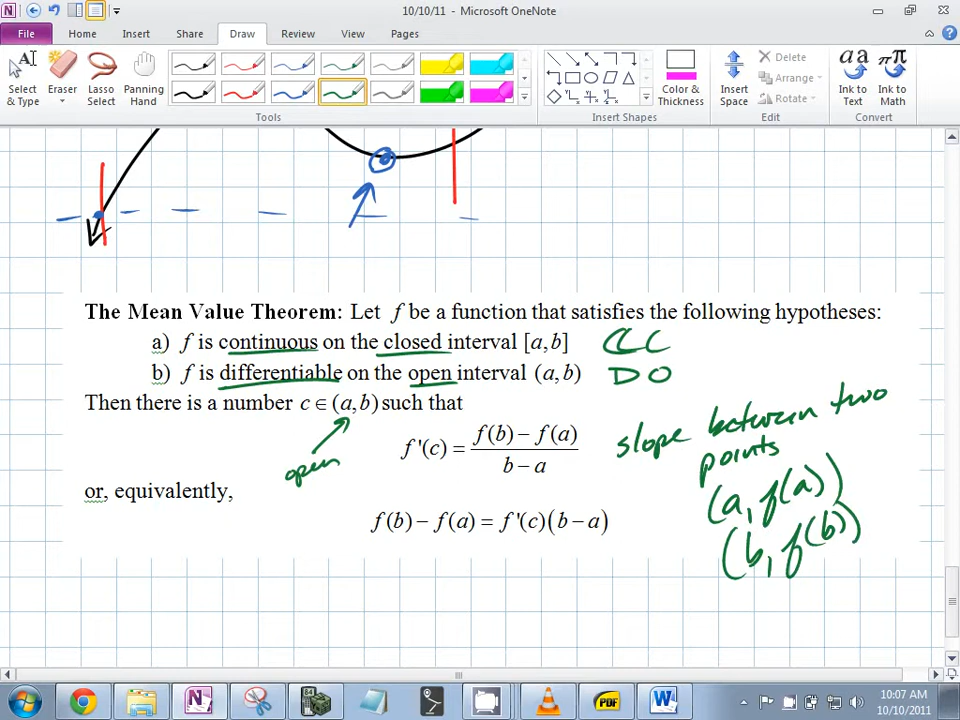 10/10/11 - Microsoft OneNote
File Home Insert Share Draw Review View Pages
Select & Type
Eraser
Lasso Select
Panning Hand
Color & Thickness
Insert Space
Delete
Arrange
Rotate
Ink to Text
Ink to Math
Tools Insert Shapes Edit Convert
The Mean Value Theorem: Let f be a function that satisfies the following hypotheses:
a) f is continuous on the closed interval [a,b] CC
b) f is differentiable on the open interval (a,b) DO
Then there is a number c ∈ (a,b) such that
open
f'(c) = (f(b) − f(a)) / (b − a)
slope between two
points
(a, f(a))
(b, f(b))
or, equivalently,
f(b) − f(a) = f'(c)(b − a)
PDF
10:07 AM
10/10/2011